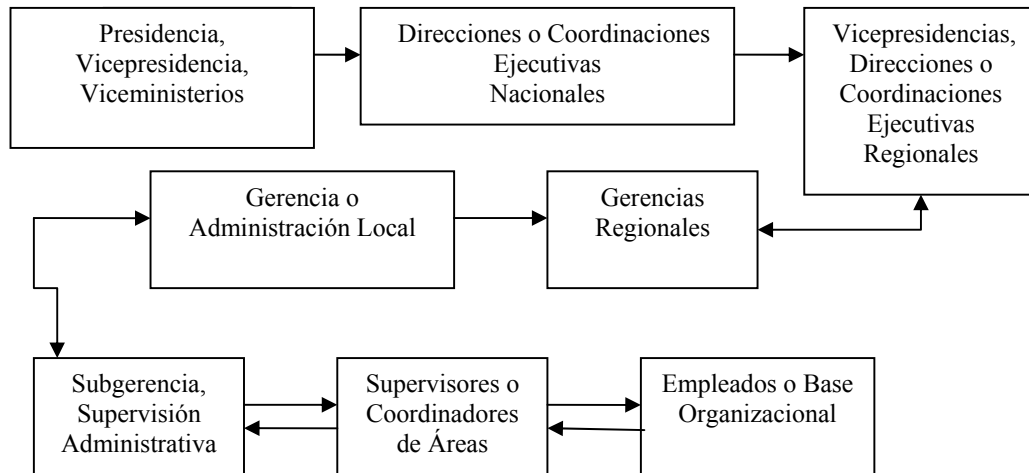 Presidencia,
Vicepresidencia,
Viceministerios
Direcciones o Coordinaciones
Ejecutivas
Nacionales
Vicepresidencias,
Direcciones o
Coordinaciones
Ejecutivas
Regionales
Gerencia o
Administración Local
Gerencias
Regionales
Subgerencia,
Supervisión
Administrativa
Supervisores o
Coordinadores
de Áreas
Empleados o Base
Organizacional